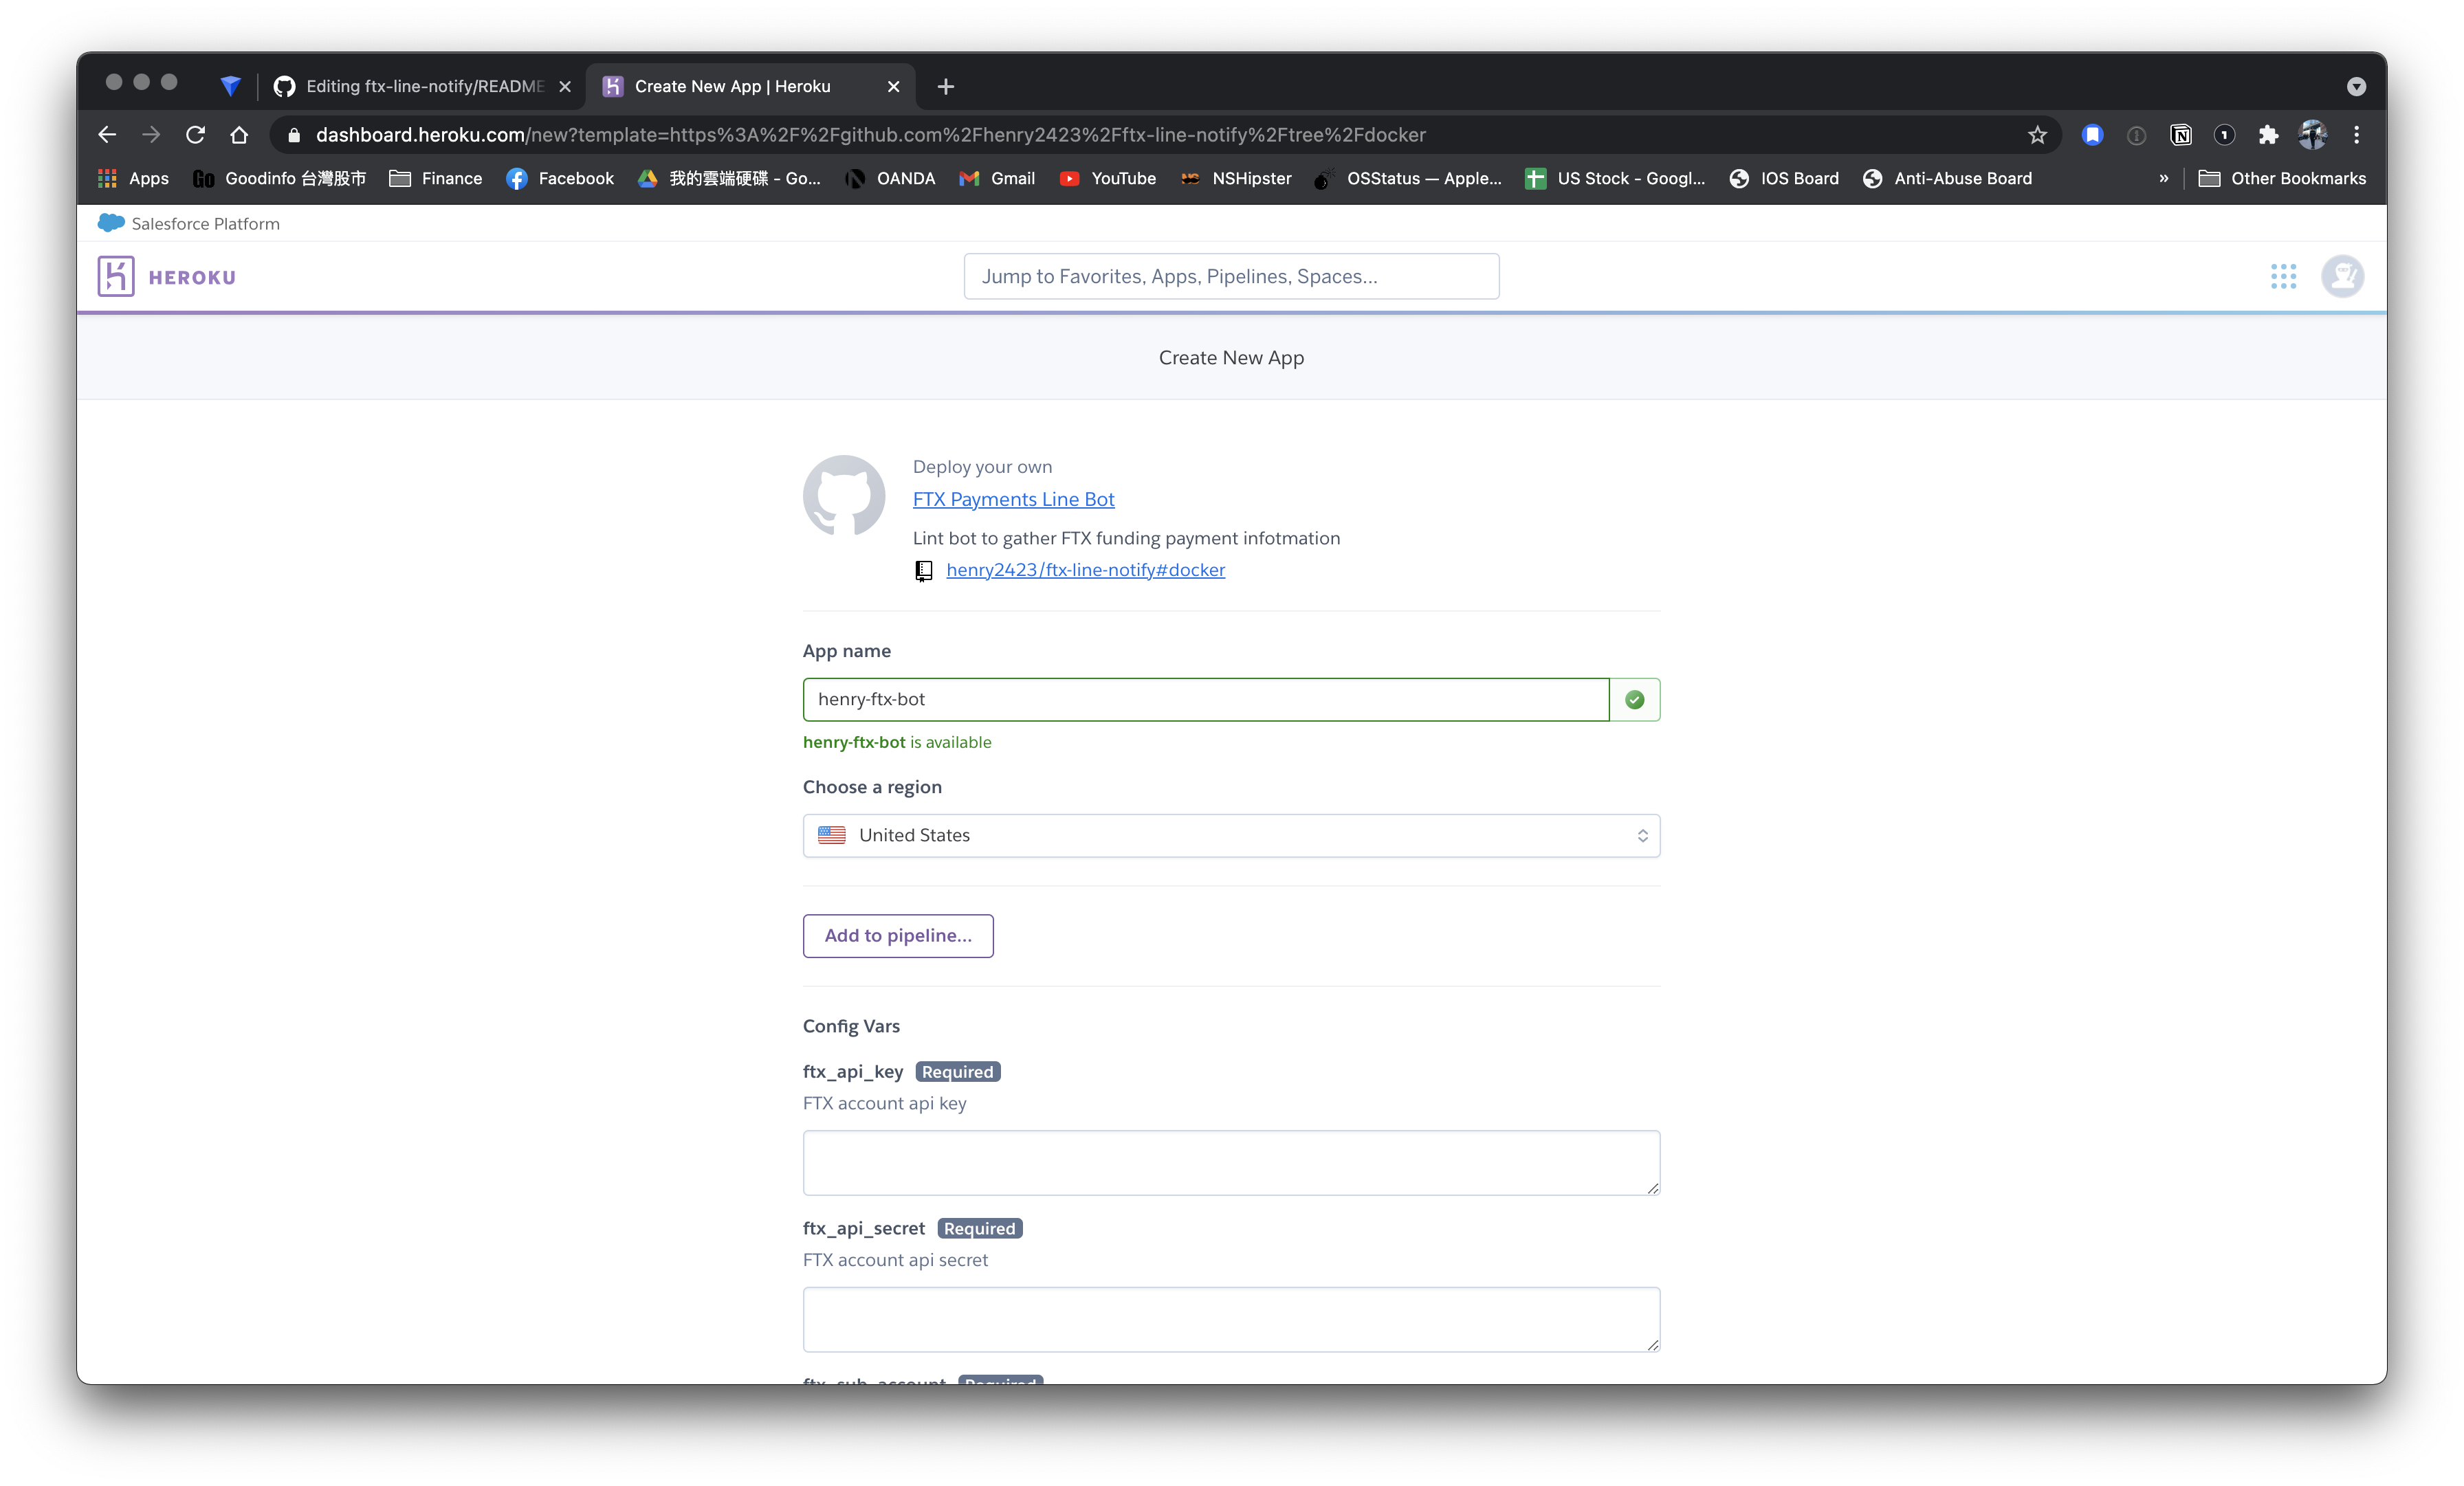 Editing ftx-line-notify/README
Create New App | Heroku
dashboard.heroku.com/new?template=https%3A%2F%2Fgithub.com%2Fhenry2423%2Fftx-line-notify%2Ftree%2Fdocker
Apps Goodinfo 台灣股市 Finance Facebook 我的雲端硬碟 - Go... OANDA Gmail YouTube NSHipster OSStatus — Apple... US Stock - Googl... IOS Board Anti-Abuse Board » Other Bookmarks
Salesforce Platform
HEROKU
Jump to Favorites, Apps, Pipelines, Spaces...
Create New App
Deploy your own
FTX Payments Line Bot
Lint bot to gather FTX funding payment infotmation
henry2423/ftx-line-notify#docker
App name
henry-ftx-bot
henry-ftx-bot is available
Choose a region
United States
Add to pipeline...
Config Vars
ftx_api_key Required
FTX account api key
ftx_api_secret Required
FTX account api secret
ftx_sub_account Required